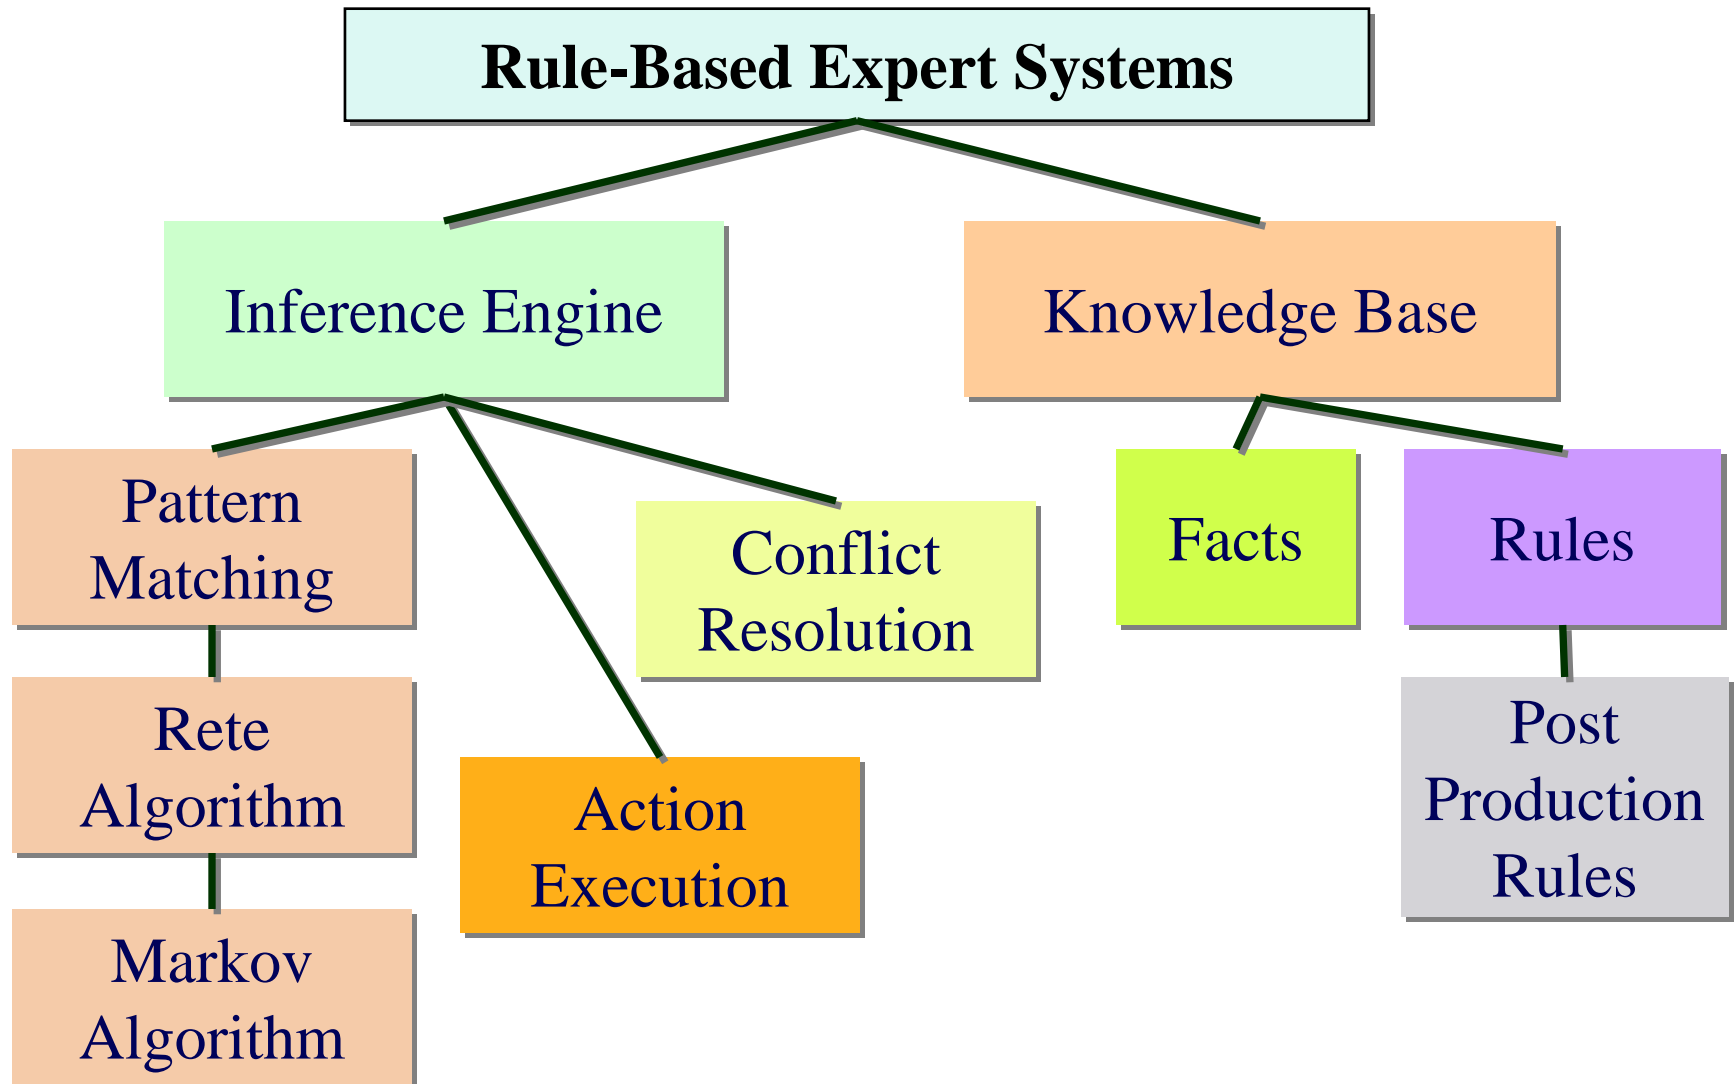 Rule-Based Expert Systems
Inference Engine
Knowledge Base
Pattern
Matching
Conflict
Resolution
Facts
Rules
Rete
Algorithm
Action
Execution
Post
Production
Rules
Markov
Algorithm